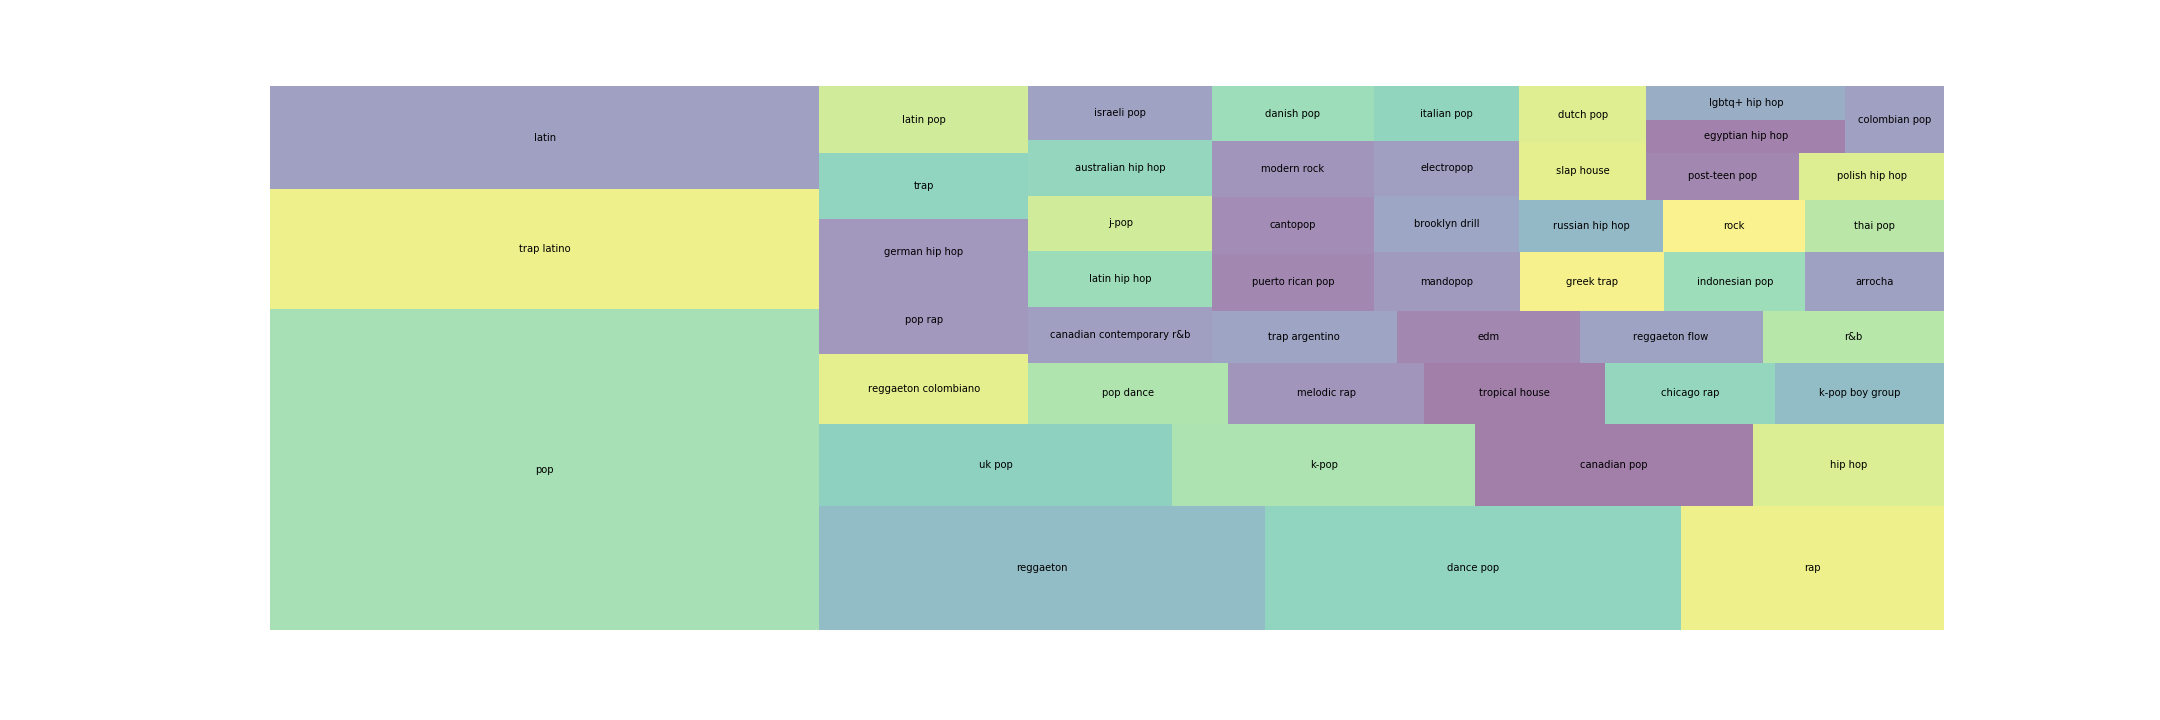 latin
trap latino
pop
latin pop
trap
german hip hop
pop rap
reggaeton colombiano
israeli pop
australian hip hop
j-pop
latin hip hop
canadian contemporary r&b
danish pop
modern rock
cantopop
puerto rican pop
italian pop
electropop
brooklyn drill
mandopop
dutch pop
slap house
lgbtq+ hip hop
egyptian hip hop
colombian pop
post-teen pop
polish hip hop
russian hip hop
rock
thai pop
greek trap
indonesian pop
arrocha
trap argentino
edm
reggaeton flow
r&b
pop dance
melodic rap
tropical house
chicago rap
k-pop boy group
uk pop
k-pop
canadian pop
hip hop
reggaeton
dance pop
rap